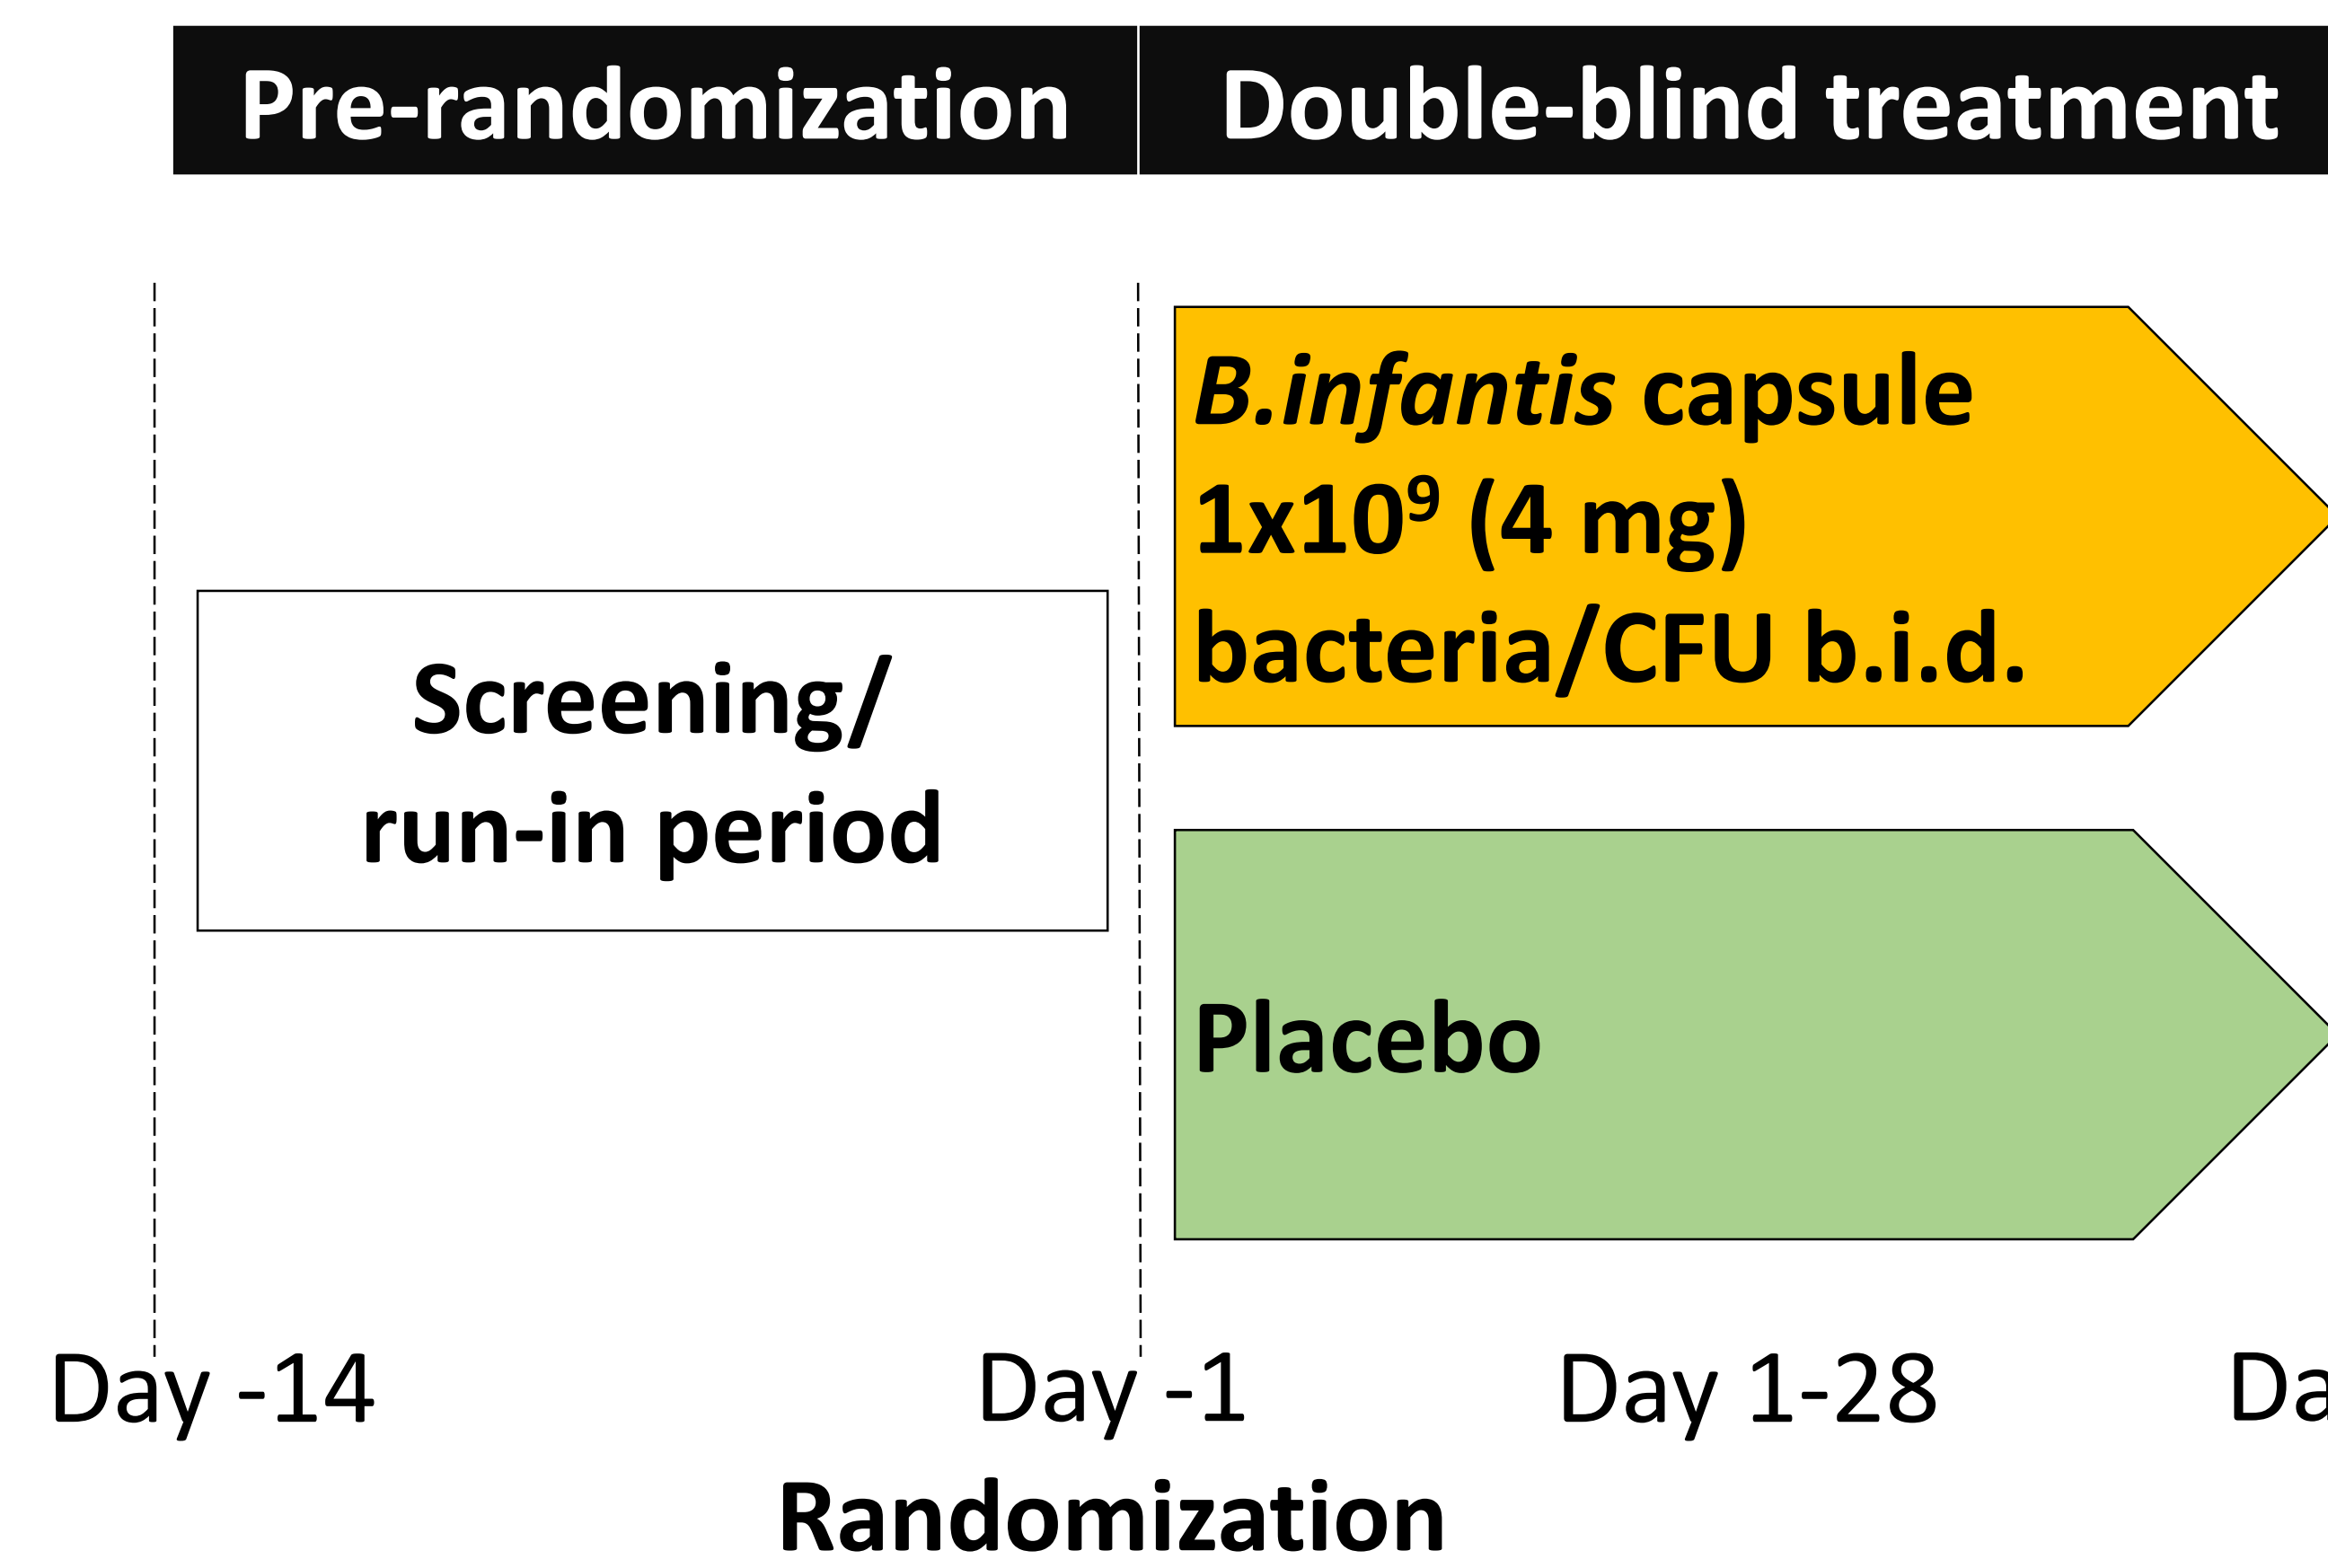 Pre-randomization
Double-blind treatment
Screening/
run-in period
B.infantis capsule
1x10⁹ (4 mg)
bacteria/CFU b.i.d.
Placebo
Day -14
Day -1
Day 1-28
Randomization